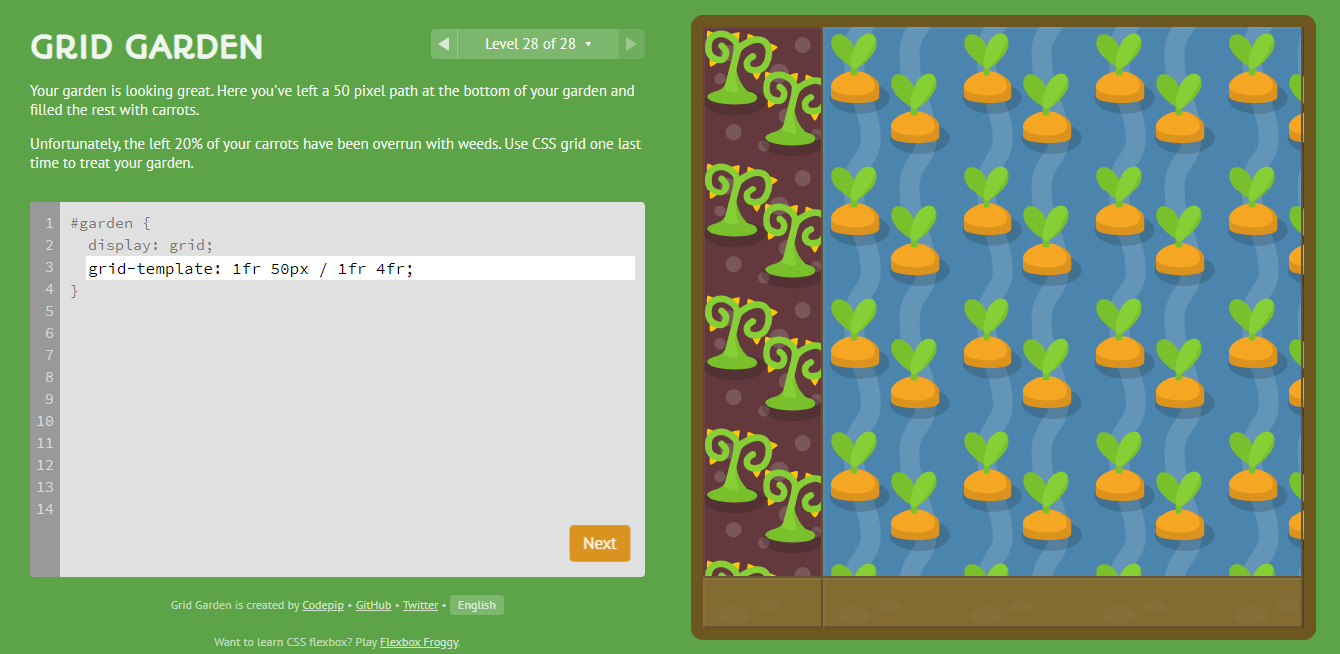 GRID GARDEN
◀ Level 28 of 28 ▾ ▶
Your garden is looking great. Here you've left a 50 pixel path at the bottom of your garden and
filled the rest with carrots.
Unfortunately, the left 20% of your carrots have been overrun with weeds. Use CSS grid one last
time to treat your garden.
1 #garden {
2 display: grid;
3 grid-template: 1fr 50px / 1fr 4fr;
4 }
5
6
7
8
9
10
11
12
13
14
Next
Grid Garden is created by Codepip • GitHub • Twitter • English
Want to learn CSS flexbox? Play Flexbox Froggy.